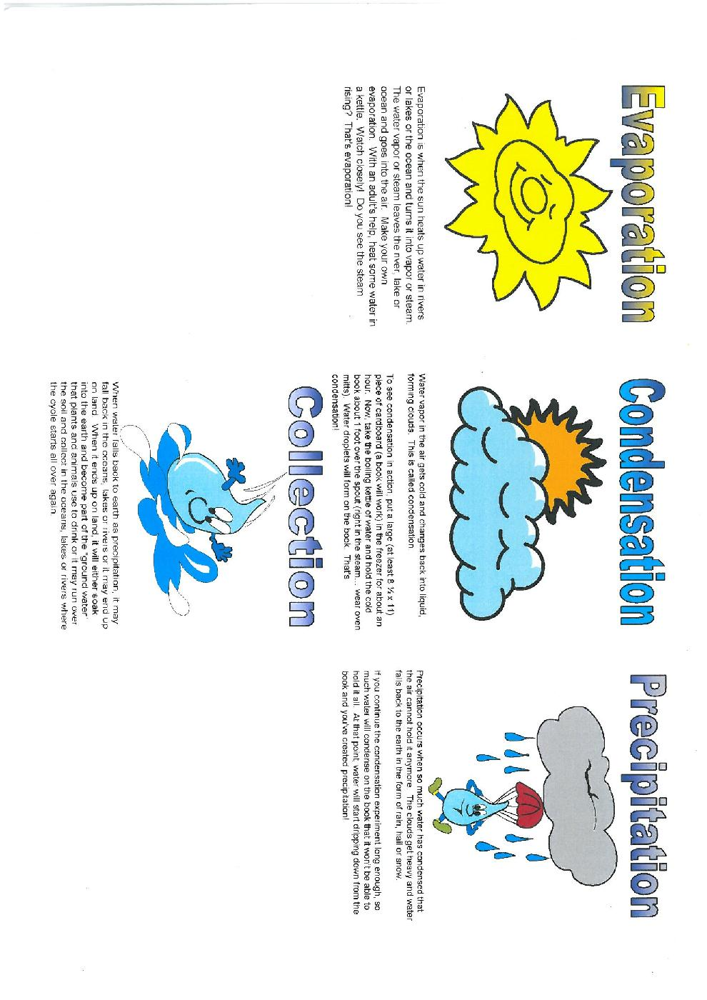 Evaporation
Evaporation is when the sun heats up water in rivers
or lakes or the ocean and turns it into vapor or steam.
The water vapor or steam leaves the river, lake or
ocean and goes into the air.  Make your own
evaporation.  With an adult's help, heat some water in
a kettle.  Watch closely!  Do you see the steam
rising?  That's evaporation!
Condensation
Water vapor in the air gets cold and changes back into liquid,
forming clouds.  This is called condensation.
To see condensation in action, put a large (at least 8 ½ x 11)
piece of cardboard (a book will work) in the freezer for about an
hour.  Now, take the boiling kettle of water and hold the cold
book about 1 foot over the spout (right in the steam... wear oven
mitts)  Water droplets will form on the book.  That's
condensation!
Precipitation
Precipitation occurs when so much water has condensed that
the air cannot hold it anymore.  The clouds get heavy and water
falls back to the earth in the form of rain, hail or snow.
If you continue the condensation experiment long enough, so
much water will condense on the book that it won't be able to
hold it all.  At that point, water will start dripping down from the
book and you've created precipitation!
Collection
When water falls back to earth as precipitation, it may
fall back in the oceans, lakes or rivers or it may end up
on land.  When it ends up on land, it will either soak
into the earth and become part of the "ground water"
that plants and animals use to drink or it may run over
the soil and collect in the oceans, lakes or rivers where
the cycle starts all over again.